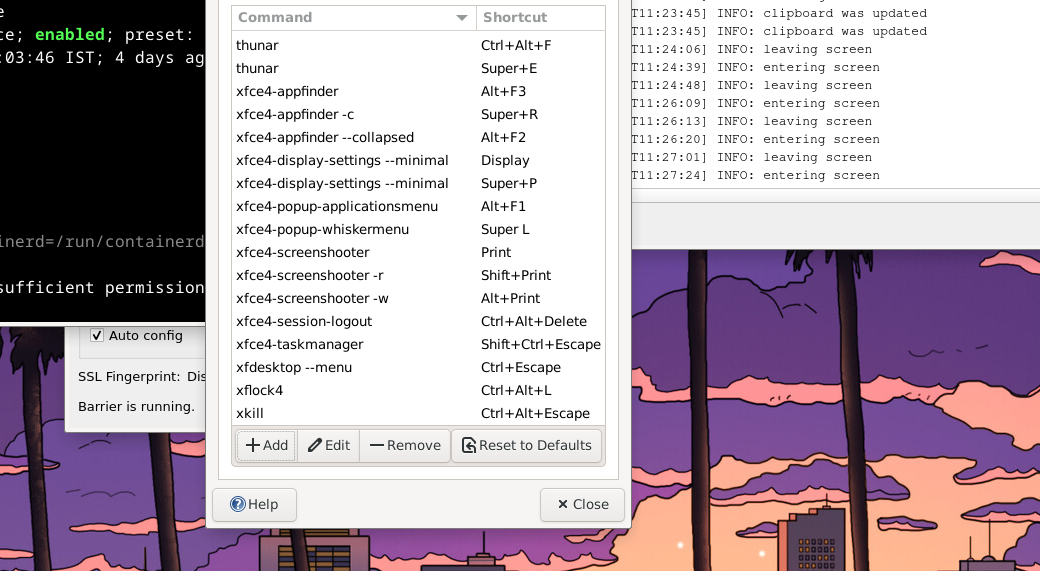 e
ce; enabled; preset:
:03:46 IST; 4 days ag
inerd=/run/containerd
sufficient permission
Auto config
SSL Fingerprint: Dis
Barrier is running.
Command Shortcut
thunar Ctrl+Alt+F
thunar Super+E
xfce4-appfinder Alt+F3
xfce4-appfinder -c Super+R
xfce4-appfinder --collapsed Alt+F2
xfce4-display-settings --minimal Display
xfce4-display-settings --minimal Super+P
xfce4-popup-applicationsmenu Alt+F1
xfce4-popup-whiskermenu Super L
xfce4-screenshooter Print
xfce4-screenshooter -r Shift+Print
xfce4-screenshooter -w Alt+Print
xfce4-session-logout Ctrl+Alt+Delete
xfce4-taskmanager Shift+Ctrl+Escape
xfdesktop --menu Ctrl+Escape
xflock4 Ctrl+Alt+L
xkill Ctrl+Alt+Escape
Add Edit Remove Reset to Defaults
Help Close
T11:23:45] INFO: clipboard was updated
T11:23:45] INFO: clipboard was updated
T11:24:06] INFO: leaving screen
T11:24:39] INFO: entering screen
T11:24:48] INFO: leaving screen
T11:26:09] INFO: entering screen
T11:26:13] INFO: leaving screen
T11:26:20] INFO: entering screen
T11:27:01] INFO: leaving screen
T11:27:24] INFO: entering screen